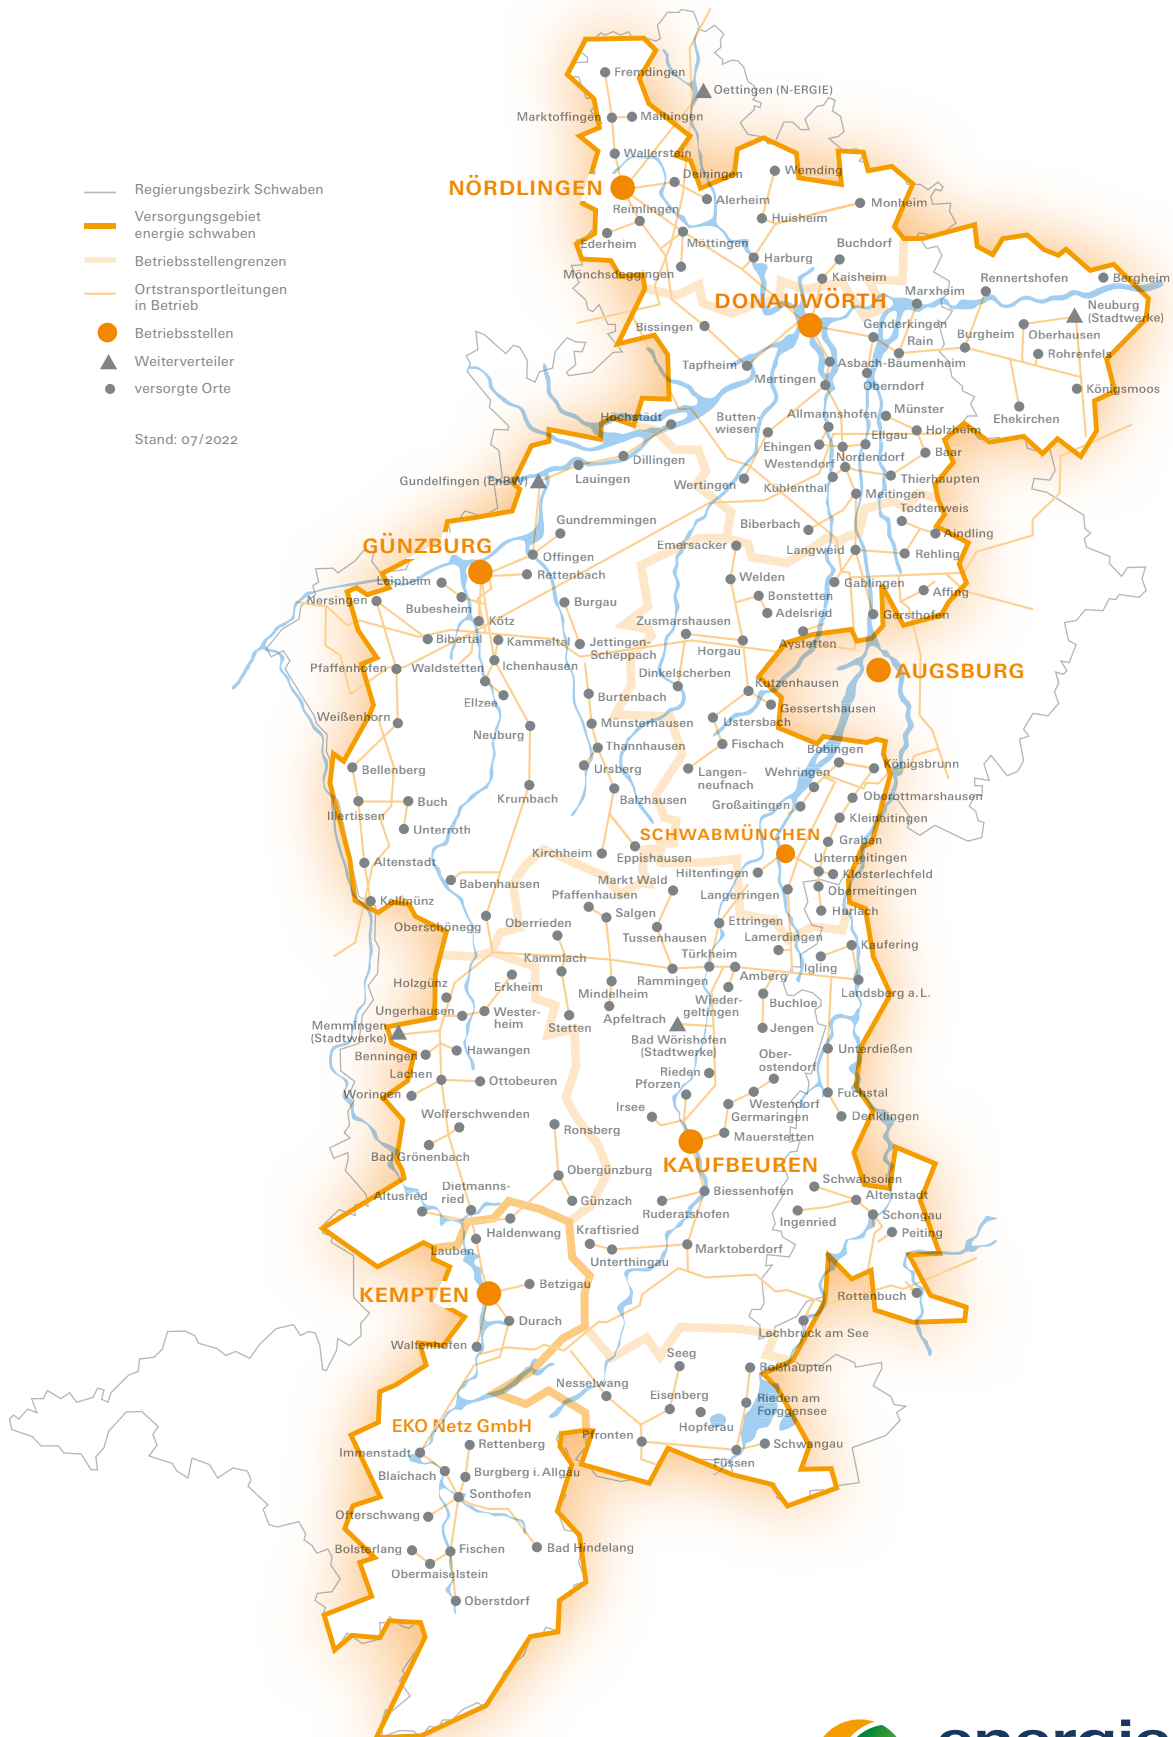 Fremdingen
Oettingen (N-ERGIE)
Marktoffingen
Maihingen
Wallerstein
Deiningen
Wemding
NÖRDLINGEN
Alerheim
Monheim
Regierungsbezirk Schwaben
Versorgungsgebiet
energie schwaben
Betriebsstellengrenzen
Ortstransportleitungen
in Betrieb
Betriebsstellen
Weiterverteiler
versorgte Orte
Stand: 07/2022
Reimlingen
Huisheim
Ederheim
Möttingen
Buchdorf
Harburg
Mönchsdeggingen
Kaisheim
Rennertshofen
Bergheim
Marxheim
DONAUWÖRTH
Neuburg
(Stadtwerke)
Bissingen
Genderkingen
Rain
Burgheim
Oberhausen
Rohrenfels
Tapfheim
Asbach-Bäumenheim
Mertingen
Oberndorf
Königsmoos
Höchstädt
Butten-
wiesen
Allmannshofen
Münster
Ehekirchen
Holzheim
Ellgau
Ehingen
Nordendorf
Baar
Dillingen
Westendorf
Lauingen
Gundelfingen (EnBW)
Wertingen
Kühlenthal
Thierhaupten
Meitingen
Todtenweis
Gundremmingen
Biberbach
Aindling
GÜNZBURG
Offingen
Emersacker
Langweid
Rehling
Leipheim
Rettenbach
Welden
Gablingen
Affing
Nersingen
Bubesheim
Burgau
Bonstetten
Adelsried
Gersthofen
Kötz
Zusmarshausen
Bibertal
Kammeltal
Jettingen-
Scheppach
Horgau
Aystetten
Pfaffenhofen
Waldstetten
Ichenhausen
Dinkelscherben
AUGSBURG
Kutzenhausen
Ellzee
Burtenbach
Gessertshausen
Weißenhorn
Neuburg
Münsterhausen
Ustersbach
Thannhausen
Fischach
Bobingen
Bellenberg
Ursberg
Langen-
neufnach
Wehringen
Königsbrunn
Illertissen
Buch
Krumbach
Balzhausen
Großaitingen
Oberottmarshausen
Kleinaitingen
Unterroth
SCHWABMÜNCHEN
Graben
Kirchheim
Eppishausen
Untermeitingen
Altenstadt
Hiltenfingen
Klosterlechfeld
Babenhausen
Markt Wald
Pfaffenhausen
Langerringen
Obermeitingen
Kellmünz
Salgen
Hurlach
Oberschönegg
Oberrieden
Ettringen
Tussenhausen
Lamerdingen
Kaufering
Kammlach
Türkheim
Igling
Holzgünz
Erkheim
Rammingen
Amberg
Mindelheim
Landsberg a. L.
Ungerhausen
Wester-
heim
Wieder-
geltingen
Buchloe
Memmingen
(Stadtwerke)
Stetten
Apfeltrach
Jengen
Bad Wörishofen
(Stadtwerke)
Benningen
Hawangen
Unterdießen
Ober-
ostendorf
Lachen
Ottobeuren
Rieden
Pforzen
Woringen
Fuchstal
Irsee
Westendorf
Wolferschwenden
Germaringen
Denklingen
Ronsberg
Mauerstetten
Bad Grönenbach
KAUFBEUREN
Obergünzburg
Schwabsoien
Dietmanns-
ried
Biessenhofen
Altusried
Günzach
Altenstadt
Ruderatshofen
Ingenried
Schongau
Haldenwang
Kraftisried
Peiting
Lauben
Unterthingau
Marktoberdorf
KEMPTEN
Betzigau
Rottenbuch
Durach
Lechbruck am See
Waltenhofen
Seeg
Roßhaupten
Nesselwang
Eisenberg
Rieden am
Forggensee
EKO Netz GmbH
Hopferau
Pfronten
Schwangau
Immenstadt
Rettenberg
Füssen
Blaichach
Burgberg i. Allgäu
Sonthofen
Ofterschwang
Bolsterlang
Fischen
Bad Hindelang
Obermaiselstein
Oberstdorf
energie